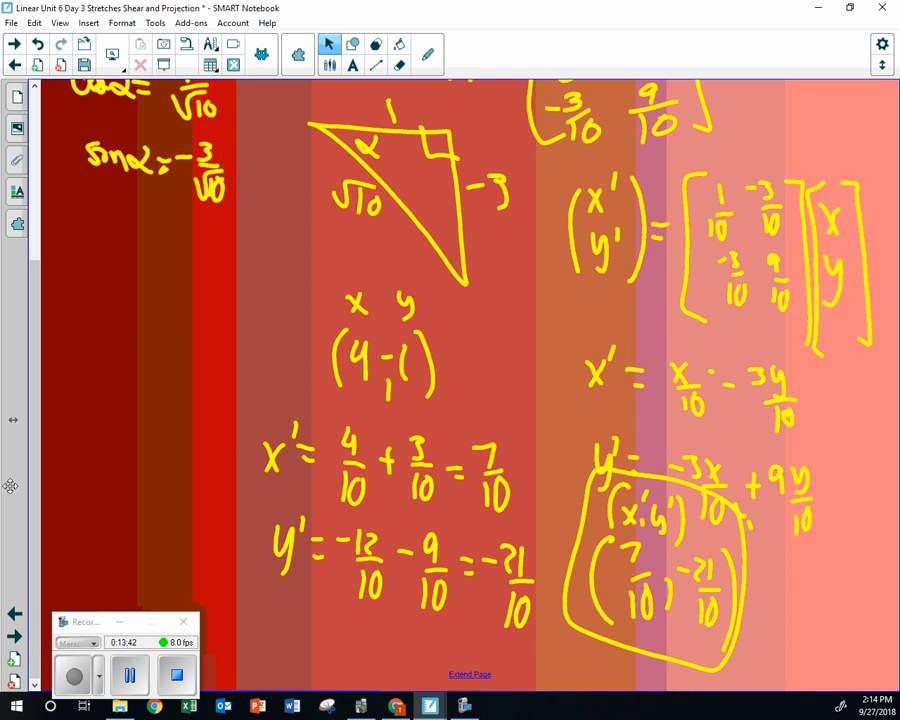 Linear Unit 6 Day 3 Stretches Shear and Projection * - SMART Notebook
File Edit View Insert Format Tools Add-ons Account Help
√10
sinα = -3/√10
1
α
√10
-3
-3/10 9/10
(x' y') = [1/10 -3/10 -3/10 9/10] [x y]
x y
(4, -1)
x' = x/10 - 3y/10
x' = 4/10 + 3/10 = 7/10
y' = -3x/10 + 9y/10
y' = -12/10 - 9/10 = -21/10
(x', y')
(7/10, -21/10)
Extend Page
Recor...
Menu 0:13:42 8.0 fps
2:14 PM
9/27/2018